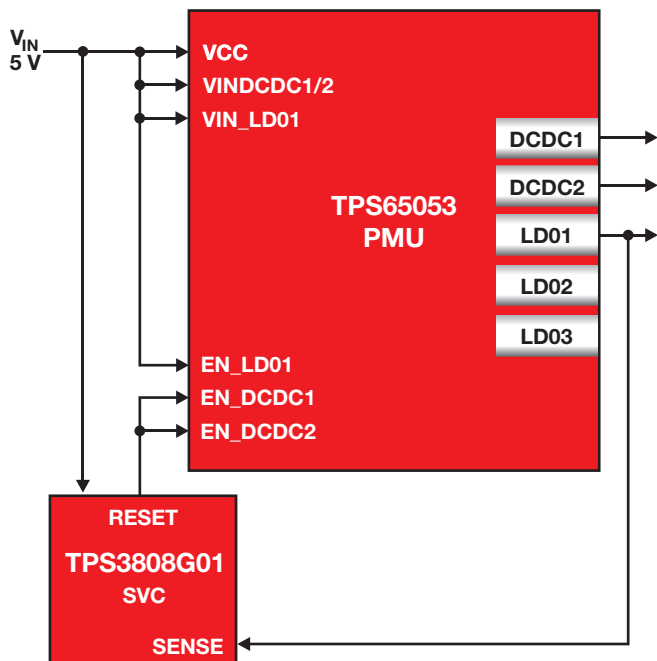 VIN
5 V
VCC
VINDCDC1/2
VIN_LD01
DCDC1
DCDC2
TPS65053
PMU
LD01
LD02
LD03
EN_LD01
EN_DCDC1
EN_DCDC2
RESET
TPS3808G01
SVC
SENSE